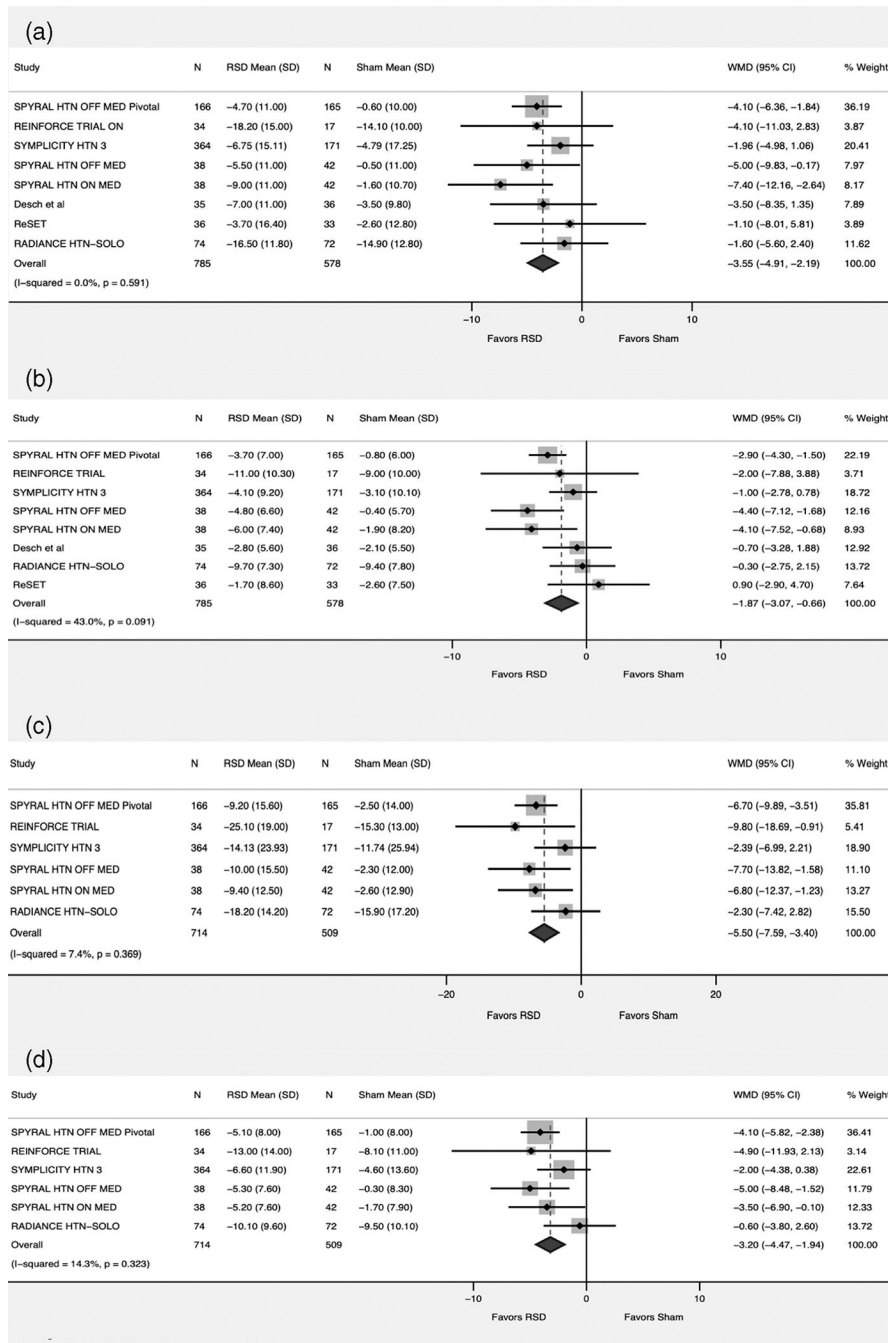 (a)
Study N RSD Mean (SD) N Sham Mean (SD) WMD (95% CI) % Weight
SPYRAL HTN OFF MED Pivotal 166 −4.70 (11.00) 165 −0.60 (10.00) −4.10 (−6.36, −1.84) 36.19
REINFORCE TRIAL ON 34 −18.20 (15.00) 17 −14.10 (10.00) −4.10 (−11.03, 2.83) 3.87
SYMPLICITY HTN 3 364 −6.75 (15.11) 171 −4.79 (17.25) −1.96 (−4.98, 1.06) 20.41
SPYRAL HTN OFF MED 38 −5.50 (11.00) 42 −0.50 (11.00) −5.00 (−9.83, −0.17) 7.97
SPYRAL HTN ON MED 38 −9.00 (11.00) 42 −1.60 (10.70) −7.40 (−12.16, −2.64) 8.17
Desch et al 35 −7.00 (11.00) 36 −3.50 (9.80) −3.50 (−8.35, 1.35) 7.89
ReSET 36 −3.70 (16.40) 33 −2.60 (12.80) −1.10 (−8.01, 5.81) 3.89
RADIANCE HTN−SOLO 74 −16.50 (11.80) 72 −14.90 (12.80) −1.60 (−5.60, 2.40) 11.62
Overall 785 578 −3.55 (−4.91, −2.19) 100.00
(I−squared = 0.0%, p = 0.591)
−10 0 10
Favors RSD Favors Sham
(b)
Study N RSD Mean (SD) N Sham Mean (SD) WMD (95% CI) % Weight
SPYRAL HTN OFF MED Pivotal 166 −3.70 (7.00) 165 −0.80 (6.00) −2.90 (−4.30, −1.50) 22.19
REINFORCE TRIAL 34 −11.00 (10.30) 17 −9.00 (10.00) −2.00 (−7.88, 3.88) 3.71
SYMPLICITY HTN 3 364 −4.10 (9.20) 171 −3.10 (10.10) −1.00 (−2.78, 0.78) 18.72
SPYRAL HTN OFF MED 38 −4.80 (6.60) 42 −0.40 (5.70) −4.40 (−7.12, −1.68) 12.16
SPYRAL HTN ON MED 38 −6.00 (7.40) 42 −1.90 (8.20) −4.10 (−7.52, −0.68) 8.93
Desch et al 35 −2.80 (5.60) 36 −2.10 (5.50) −0.70 (−3.28, 1.88) 12.92
RADIANCE HTN−SOLO 74 −9.70 (7.30) 72 −9.40 (7.80) −0.30 (−2.75, 2.15) 13.72
ReSET 36 −1.70 (8.60) 33 −2.60 (7.50) 0.90 (−2.90, 4.70) 7.64
Overall 785 578 −1.87 (−3.07, −0.66) 100.00
(I−squared = 43.0%, p = 0.091)
−10 0 10
Favors RSD Favors Sham
(c)
Study N RSD Mean (SD) N Sham Mean (SD) WMD (95% CI) % Weight
SPYRAL HTN OFF MED Pivotal 166 −9.20 (15.60) 165 −2.50 (14.00) −6.70 (−9.89, −3.51) 35.81
REINFORCE TRIAL 34 −25.10 (19.00) 17 −15.30 (13.00) −9.80 (−18.69, −0.91) 5.41
SYMPLICITY HTN 3 364 −14.13 (23.93) 171 −11.74 (25.94) −2.39 (−6.99, 2.21) 18.90
SPYRAL HTN OFF MED 38 −10.00 (15.50) 42 −2.30 (12.00) −7.70 (−13.82, −1.58) 11.10
SPYRAL HTN ON MED 38 −9.40 (12.50) 42 −2.60 (12.90) −6.80 (−12.37, −1.23) 13.27
RADIANCE HTN−SOLO 74 −18.20 (14.20) 72 −15.90 (17.20) −2.30 (−7.42, 2.82) 15.50
Overall 714 509 −5.50 (−7.59, −3.40) 100.00
(I−squared = 7.4%, p = 0.369)
−20 0 20
Favors RSD Favors Sham
(d)
Study N RSD Mean (SD) N Sham Mean (SD) WMD (95% CI) % Weight
SPYRAL HTN OFF MED Pivotal 166 −5.10 (8.00) 165 −1.00 (8.00) −4.10 (−5.82, −2.38) 36.41
REINFORCE TRIAL 34 −13.00 (14.00) 17 −8.10 (11.00) −4.90 (−11.93, 2.13) 3.14
SYMPLICITY HTN 3 364 −6.60 (11.90) 171 −4.60 (13.60) −2.00 (−4.38, 0.38) 22.61
SPYRAL HTN OFF MED 38 −5.30 (7.60) 42 −0.30 (8.30) −5.00 (−8.48, −1.52) 11.79
SPYRAL HTN ON MED 38 −5.20 (7.60) 42 −1.70 (7.90) −3.50 (−6.90, −0.10) 12.33
RADIANCE HTN−SOLO 74 −10.10 (9.60) 72 −9.50 (10.10) −0.60 (−3.80, 2.60) 13.72
Overall 714 509 −3.20 (−4.47, −1.94) 100.00
(I−squared = 14.3%, p = 0.323)
−10 0 10
Favors RSD Favors Sham